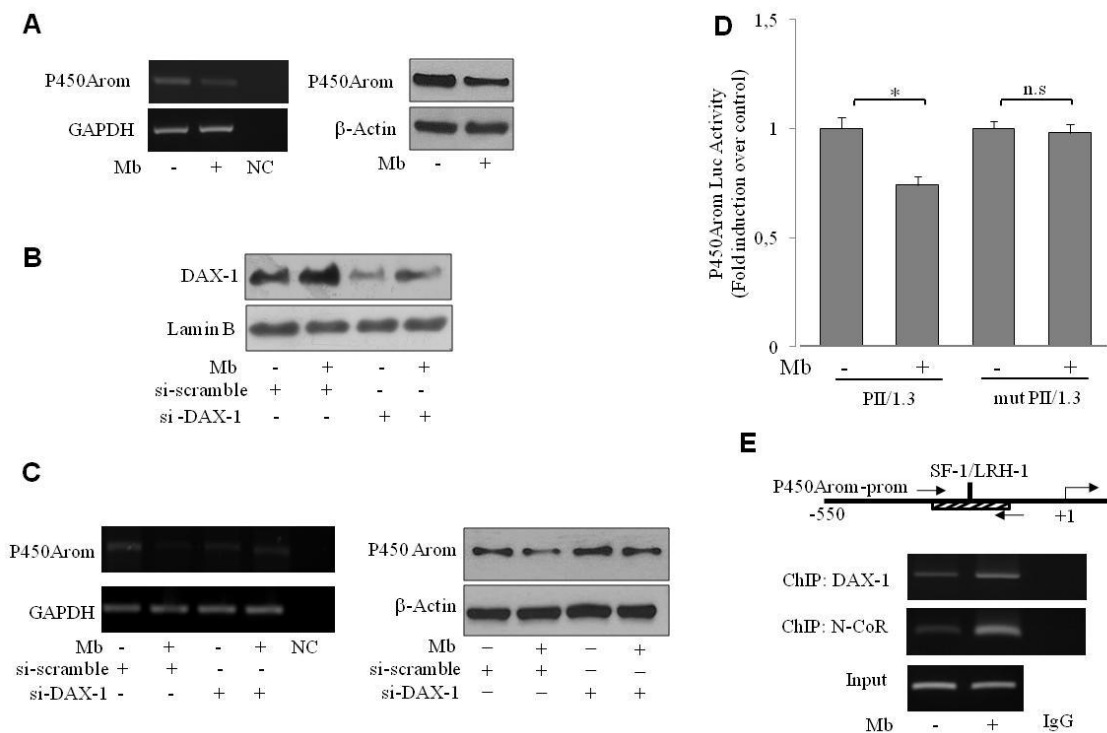 A
P450Arom
GAPDH
Mb - + NC
P450Arom
β-Actin
Mb - +
B
DAX-1
Lamin B
Mb - + - +
si-scramble + + - -
si -DAX-1 - - + +
C
P450Arom
GAPDH
Mb - + - + NC
si-scramble + + - -
si-DAX-1 - - + +
P450 Arom
β-Actin
Mb – + – +
si-scramble + + – –
si-DAX-1 – – + +
D
P450Arom Luc Activity
(Fold induction over control)
1,5
1
0,5
0
* n.s
Mb - + - +
PII/1.3 mut PII/1.3
E
SF-1/LRH-1
P450Arom-prom
-550 +1
ChIP: DAX-1
ChIP: N-CoR
Input
Mb - + IgG